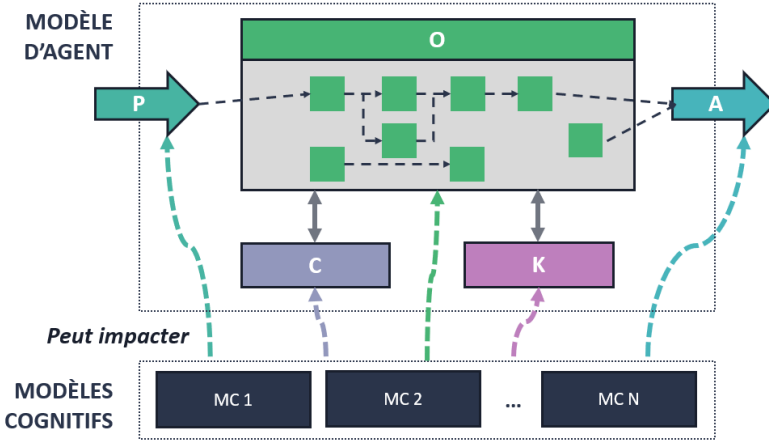 MODÈLE
D'AGENT
O
P
A
C
K
Peut impacter
MODÈLES
COGNITIFS
MC 1
MC 2
...
MC N